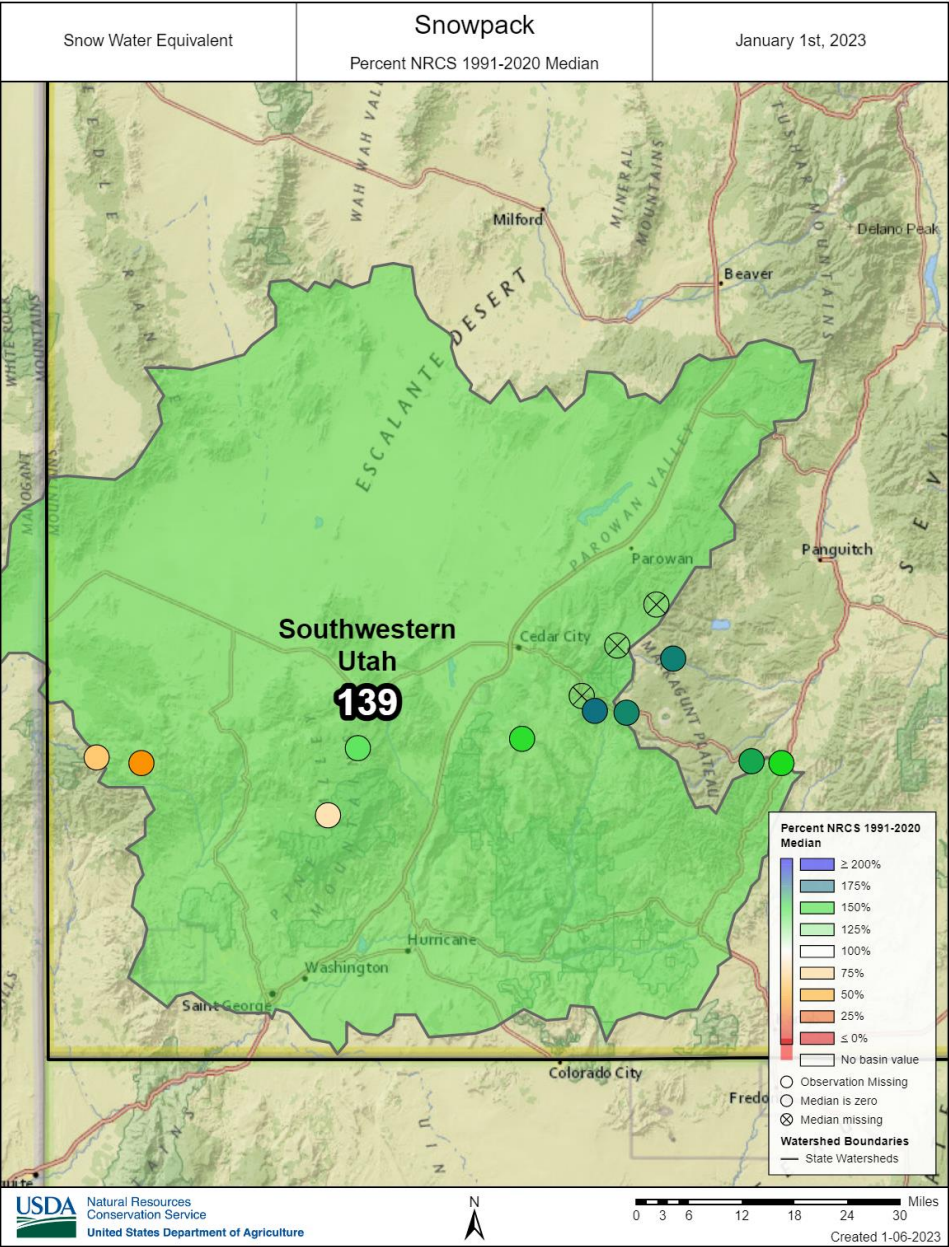 Snow Water Equivalent
Snowpack
Percent NRCS 1991-2020 Median
January 1st, 2023
WAH WAH VALL
MINERAL
MOUNTAINS
TUSHAR MOUNTAINS
Milford
Delano Peak
Beaver
WHITE ROCK
MOUNTAINS
ESCALANTE DESERT
MAHOGANY
MOUNTAINS
PAROWAN VALLEY
Parowan
Panguitch
SEV
Southwestern
Utah
139
Cedar City
MARKAGUNT PLATEAU
PINE
MOUNTA
Hurricane
Washington
Saint George
Colorado City
Fredo
Percent NRCS 1991-2020
Median
≥ 200%
175%
150%
125%
100%
75%
50%
25%
≤ 0%
No basin value
Observation Missing
Median is zero
Median missing
Watershed Boundaries
State Watersheds
USDA
Natural Resources
Conservation Service
United States Department of Agriculture
N
Miles
0 3 6 12 18 24 30
Created 1-06-2023